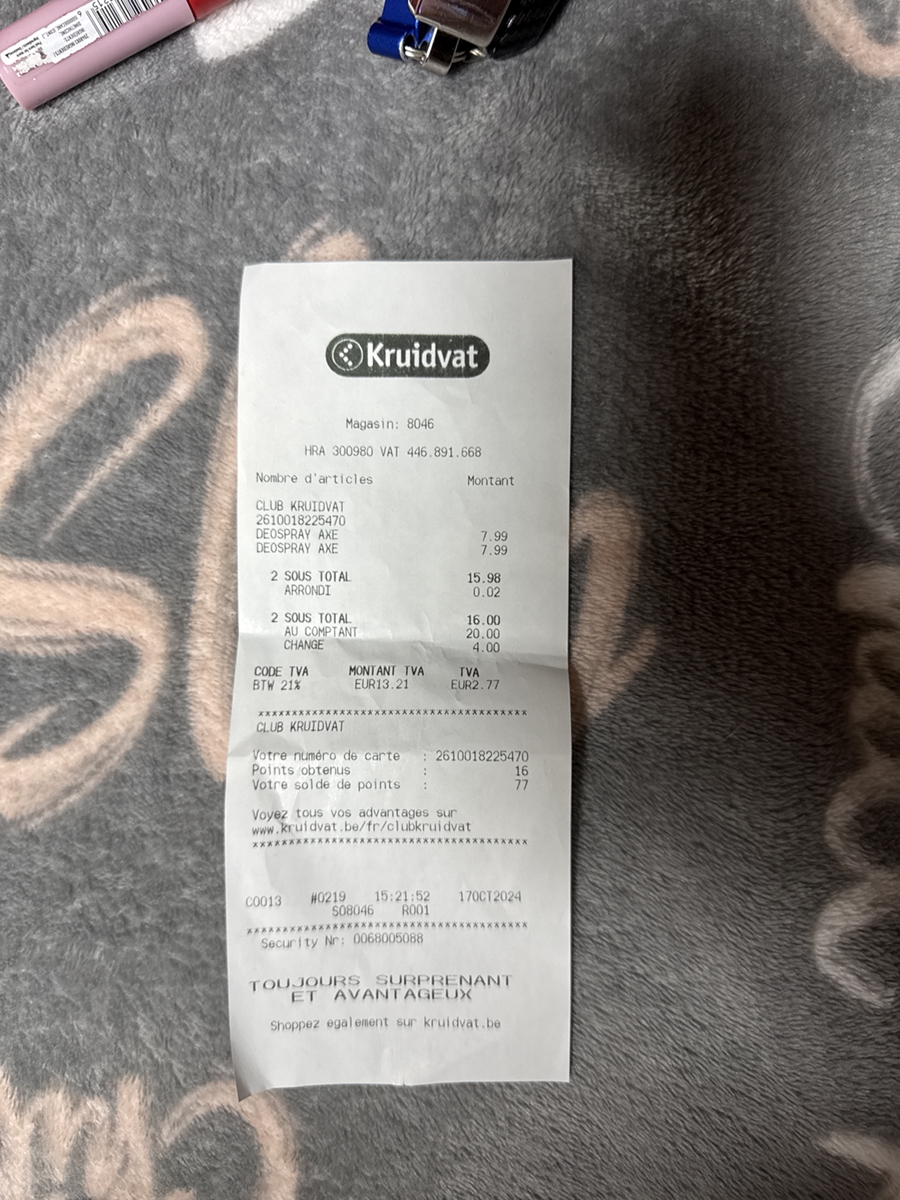 Kruidvat
Magasin: 8046
HRA 300980 VAT 446.891.668
Nombre d'articles Montant
CLUB KRUIDVAT
2610018225470
DEOSPRAY AXE 7.99
DEOSPRAY AXE 7.99
2 SOUS TOTAL 15.98
ARRONDI 0.02
2 SOUS TOTAL 16.00
AU COMPTANT 20.00
CHANGE 4.00
CODE TVA MONTANT TVA TVA
BTW 21% EUR13.21 EUR2.77
***************************************
CLUB KRUIDVAT
Votre numéro de carte : 2610018225470
Points obtenus : 16
Votre solde de points : 77
Voyez tous vos advantages sur
www.kruidvat.be/fr/clubkruidvat
***************************************
C0013 #0219 15:21:52 17OCT2024
S08046 R001
***************************************
Security Nr: 0068005088
TOUJOURS SURPRENANT
ET AVANTAGEUX
Shoppez egalement sur kruidvat.be